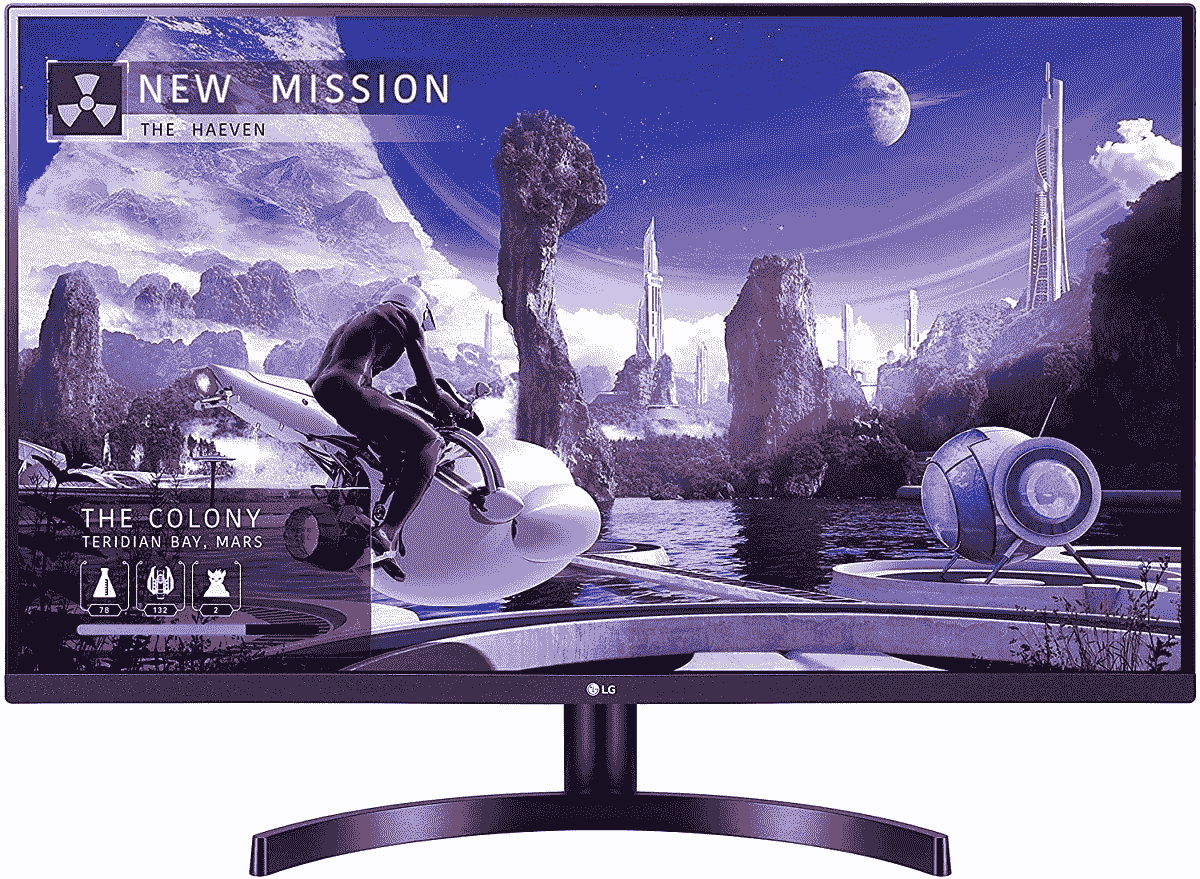 NEW MISSION
THE HAEVEN
THE COLONY
TERIDIAN BAY, MARS
78 132 2
LG